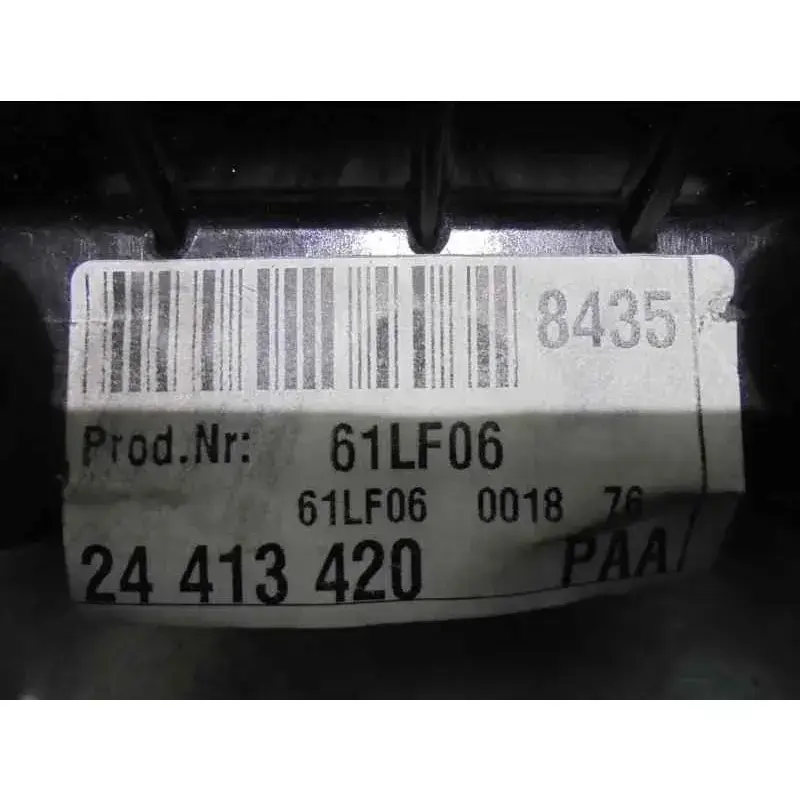 8435
Prod.Nr: 61LF06
61LF06 0018 76
24 413 420 PAA